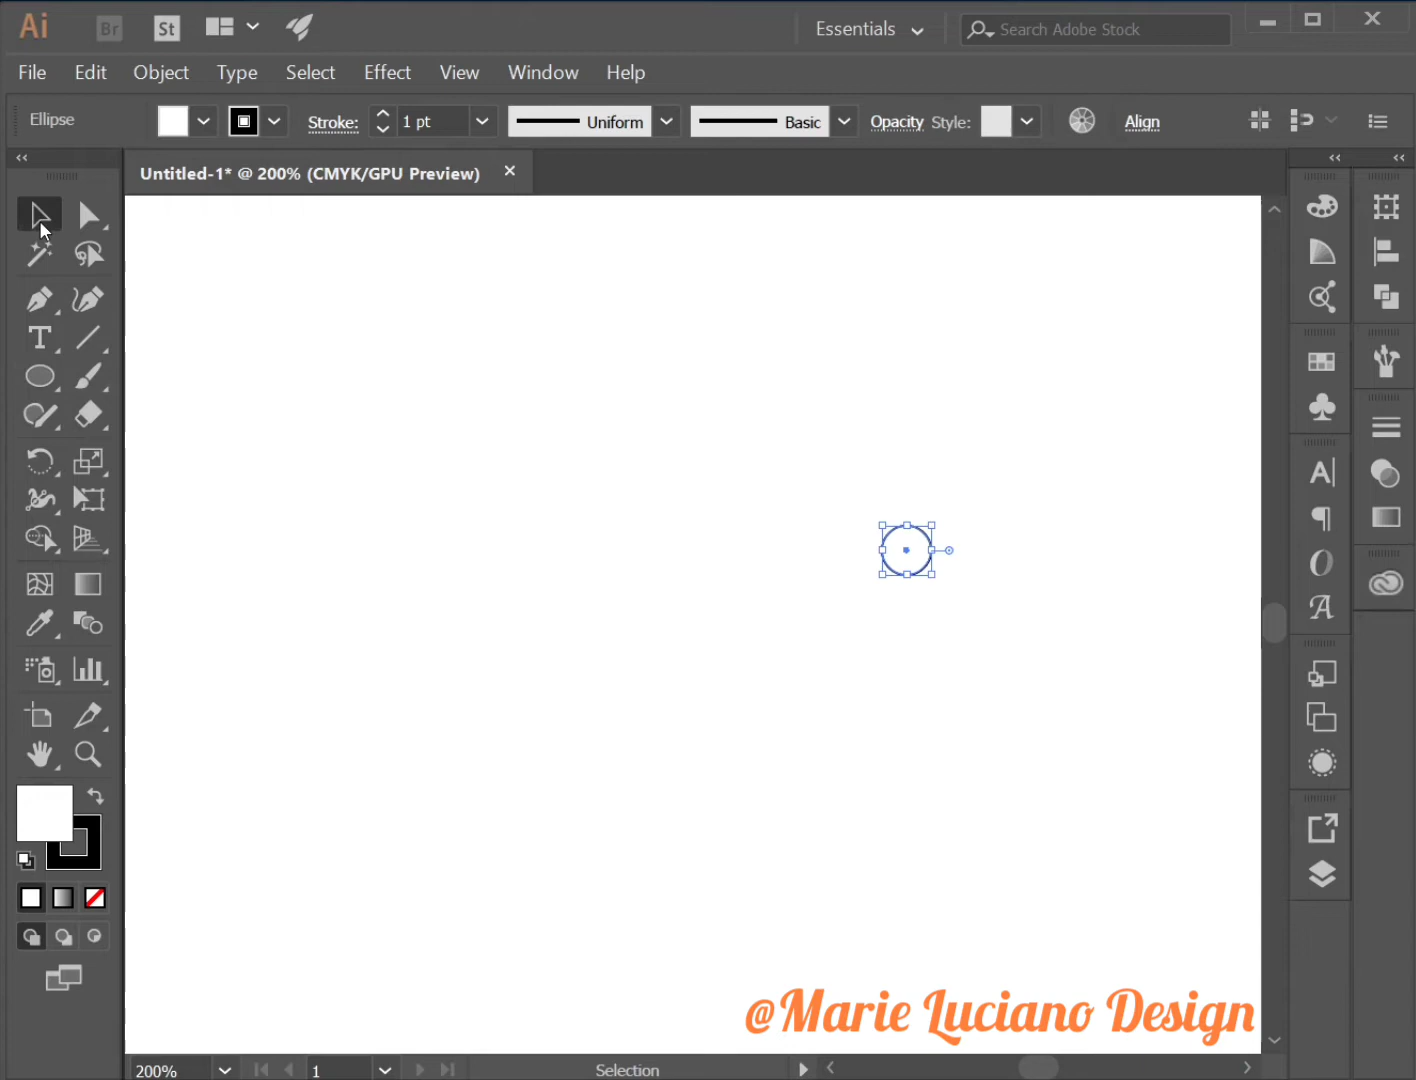 Ai Br St Essentials Search Adobe Stock
File Edit Object Type Select Effect View Window Help
Ellipse Stroke: 1 pt Uniform Basic Opacity Style: Align
Untitled-1* @ 200% (CMYK/GPU Preview)
@Marie Luciano Design
200% 1 Selection